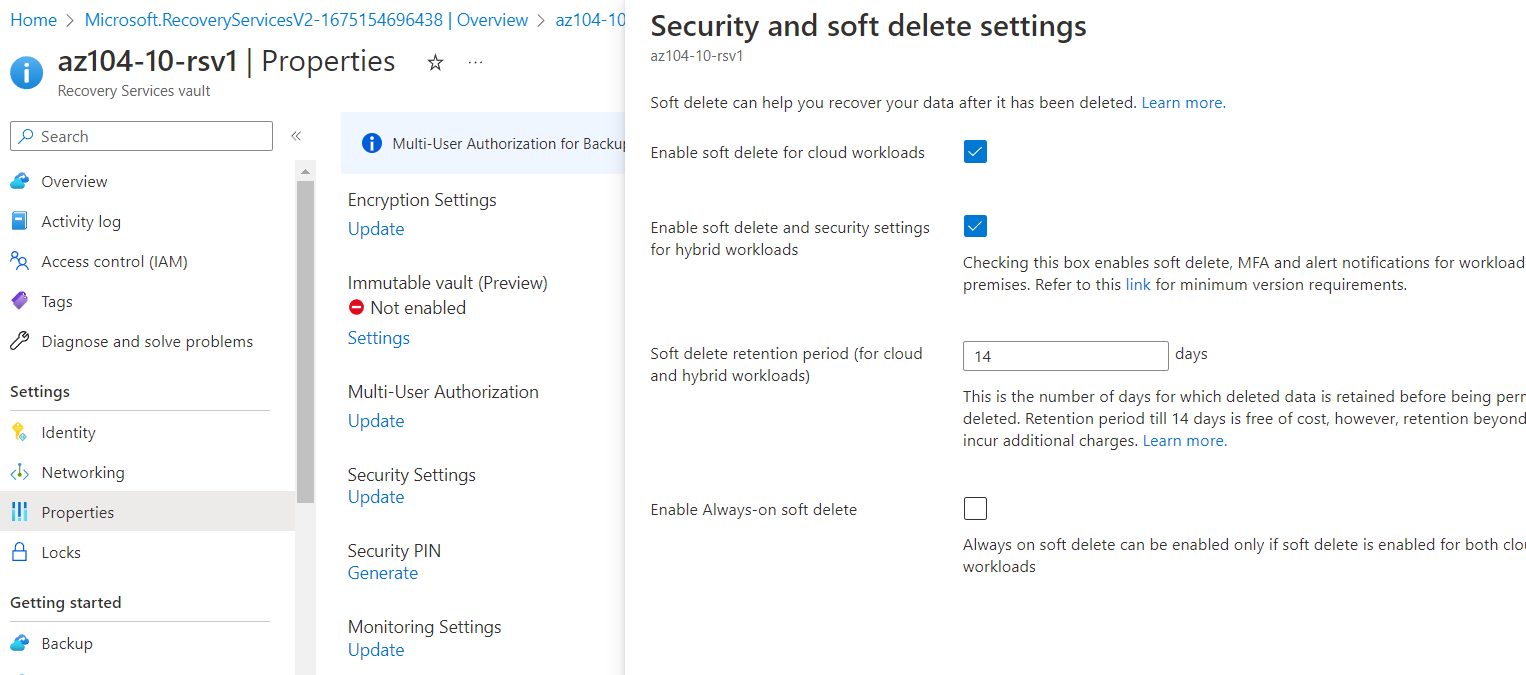 Home > Microsoft.RecoveryServicesV2-1675154696438 | Overview > az104-10
az104-10-rsv1 | Properties
Recovery Services vault
Search
Overview
Activity log
Access control (IAM)
Tags
Diagnose and solve problems
Settings
Identity
Networking
Properties
Locks
Getting started
Backup
Multi-User Authorization for Backu
Encryption Settings
Update
Immutable vault (Preview)
Not enabled
Settings
Multi-User Authorization
Update
Security Settings
Update
Security PIN
Generate
Monitoring Settings
Update
Security and soft delete settings
az104-10-rsv1
Soft delete can help you recover your data after it has been deleted. Learn more.
Enable soft delete for cloud workloads
Enable soft delete and security settings
for hybrid workloads
Checking this box enables soft delete, MFA and alert notifications for workload
premises. Refer to this link for minimum version requirements.
Soft delete retention period (for cloud
and hybrid workloads)
14 days
This is the number of days for which deleted data is retained before being perm
deleted. Retention period till 14 days is free of cost, however, retention beyond
incur additional charges. Learn more.
Enable Always-on soft delete
Always on soft delete can be enabled only if soft delete is enabled for both clou
workloads